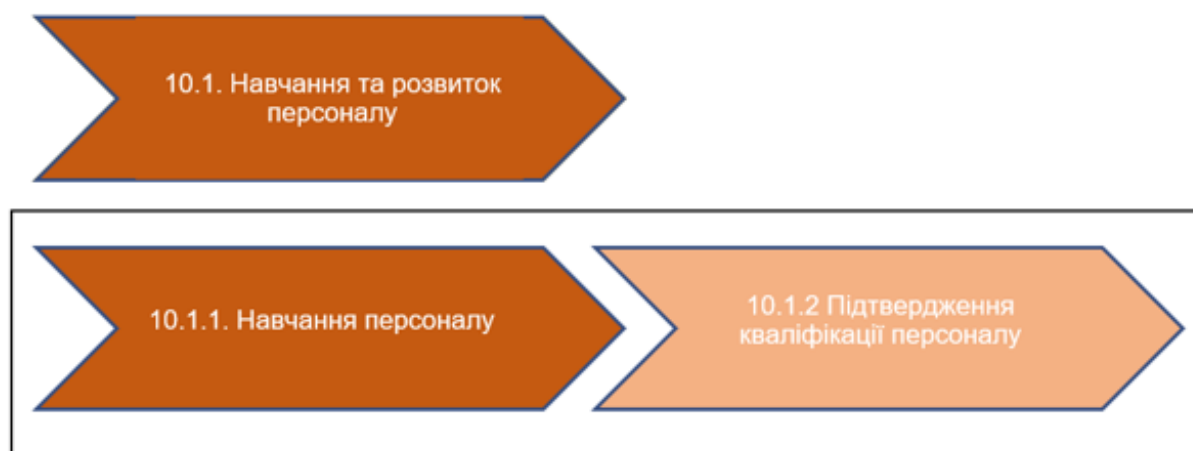 10.1. Навчання та розвиток
персоналу
10.1.1. Навчання персоналу
10.1.2 Підтвердження
кваліфікації персоналу